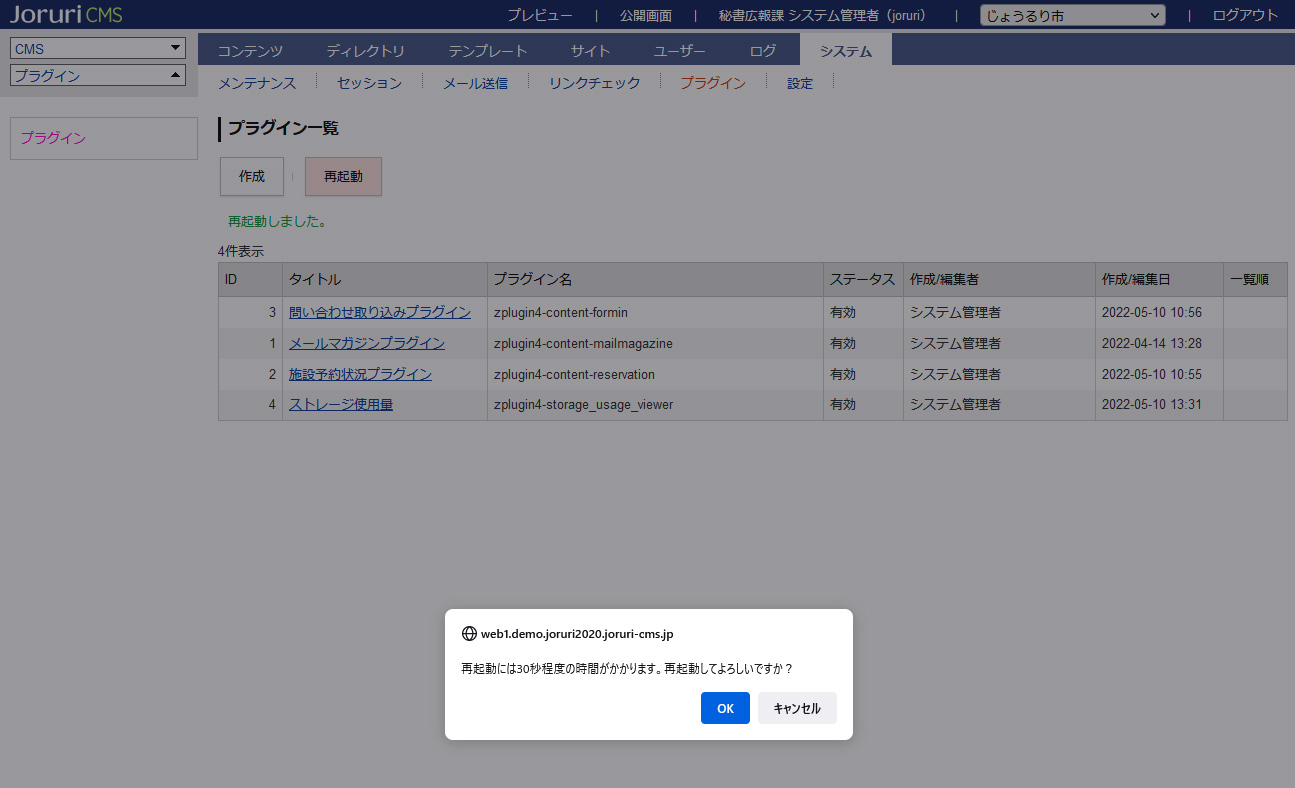 Joruri CMS
プレビュー | 公開画面 | 秘書広報課 システム管理者（joruri） | じょうるり市 | ログアウト
CMS
プラグイン
コンテンツ ディレクトリ テンプレート サイト ユーザー ログ システム
メンテナンス セッション メール送信 リンクチェック プラグイン 設定
プラグイン
プラグイン一覧
作成 再起動
再起動しました。
4件表示
ID タイトル プラグイン名 ステータス 作成/編集者 作成/編集日 一覧順
3 問い合わせ取り込みプラグイン zplugin4-content-formin 有効 システム管理者 2022-05-10 10:56
1 メールマガジンプラグイン zplugin4-content-mailmagazine 有効 システム管理者 2022-04-14 13:28
2 施設予約状況プラグイン zplugin4-content-reservation 有効 システム管理者 2022-05-10 10:55
4 ストレージ使用量 zplugin4-storage_usage_viewer 有効 システム管理者 2022-05-10 13:31
web1.demo.joruri2020.joruri-cms.jp
再起動には30秒程度の時間がかかります。再起動してよろしいですか？
OK キャンセル